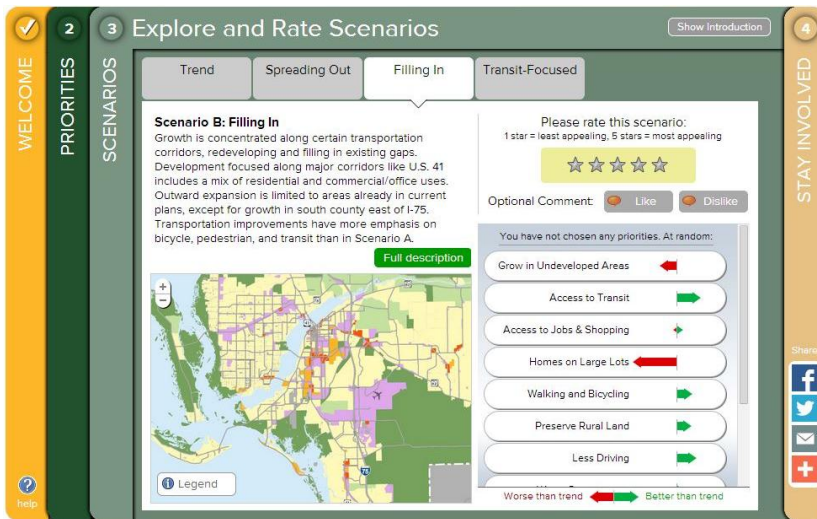 WELCOME
help
2
PRIORITIES
3
SCENARIOS
Explore and Rate Scenarios
Show Introduction
Trend
Spreading Out
Filling In
Transit-Focused
Scenario B: Filling In
Growth is concentrated along certain transportation
corridors, redeveloping and filling in existing gaps.
Development focused along major corridors like U.S. 41
includes a mix of residential and commercial/office uses.
Outward expansion is limited to areas already in current
plans, except for growth in south county east of I-75.
Transportation improvements have more emphasis on
bicycle, pedestrian, and transit than in Scenario A.
Full description
+
−
Legend
Please rate this scenario:
1 star = least appealing, 5 stars = most appealing
Optional Comment:
Like
Dislike
You have not chosen any priorities. At random:
Grow in Undeveloped Areas
Access to Transit
Access to Jobs & Shopping
Homes on Large Lots
Walking and Bicycling
Preserve Rural Land
Less Driving
Worse than trend
Better than trend
4
STAY INVOLVED
Share